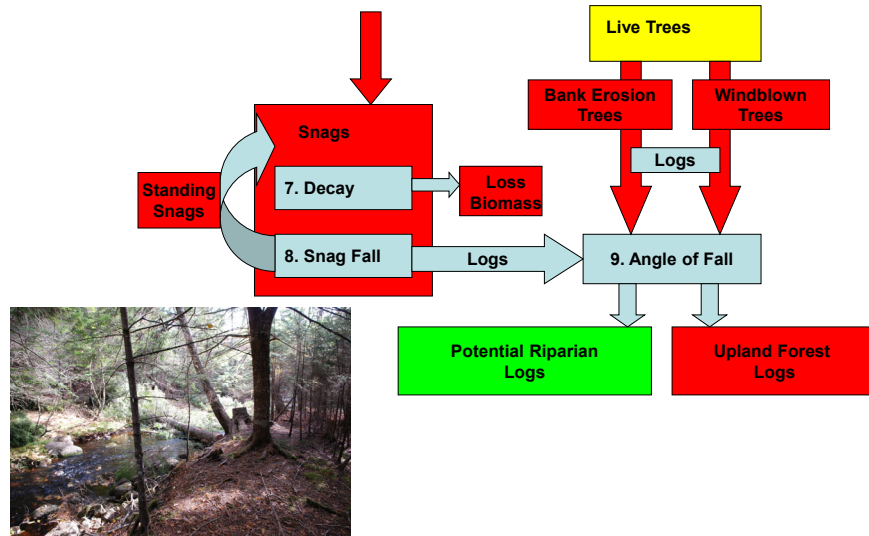 Live Trees
Bank Erosion
Trees
Windblown
Trees
Snags
Logs
7. Decay
Loss
Biomass
Standing
Snags
8. Snag Fall
Logs
9. Angle of Fall
Potential Riparian
Logs
Upland Forest
Logs